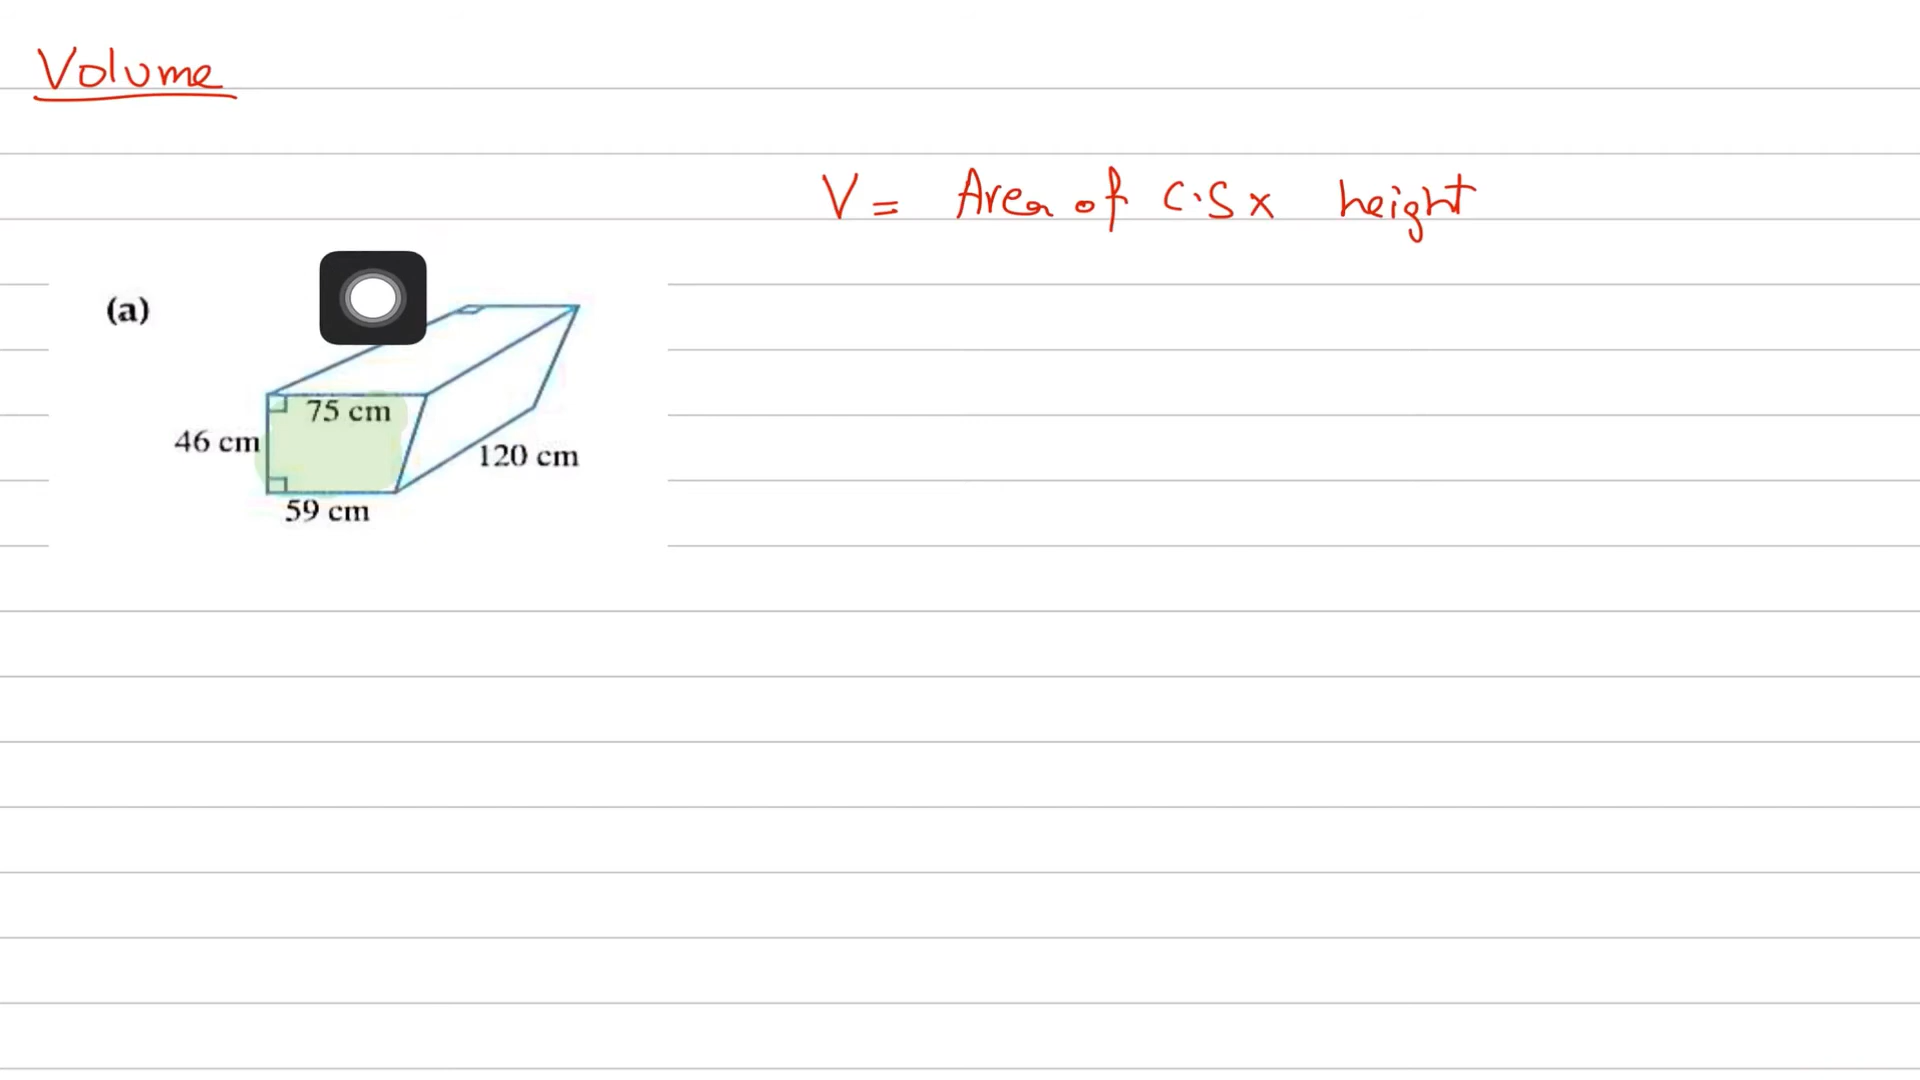 Volume
V = Area of C.S x height
(a)
75 cm
46 cm
120 cm
59 cm